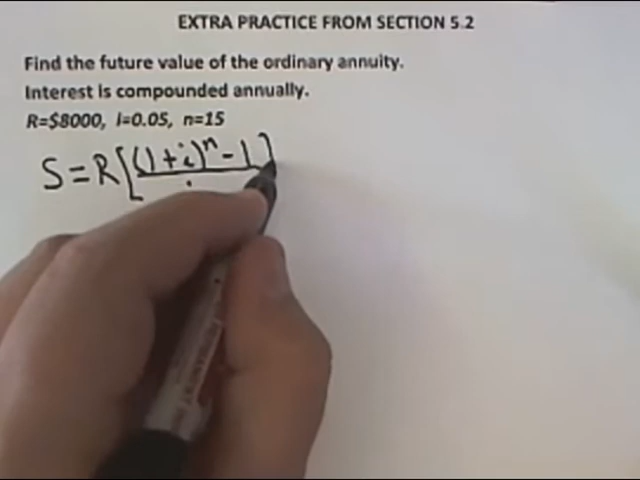 EXTRA PRACTICE FROM SECTION 5.2
Find the future value of the ordinary annuity.
Interest is compounded annually.
R=$8000, i=0.05, n=15
S=R[((1+i)^n-1)/i]